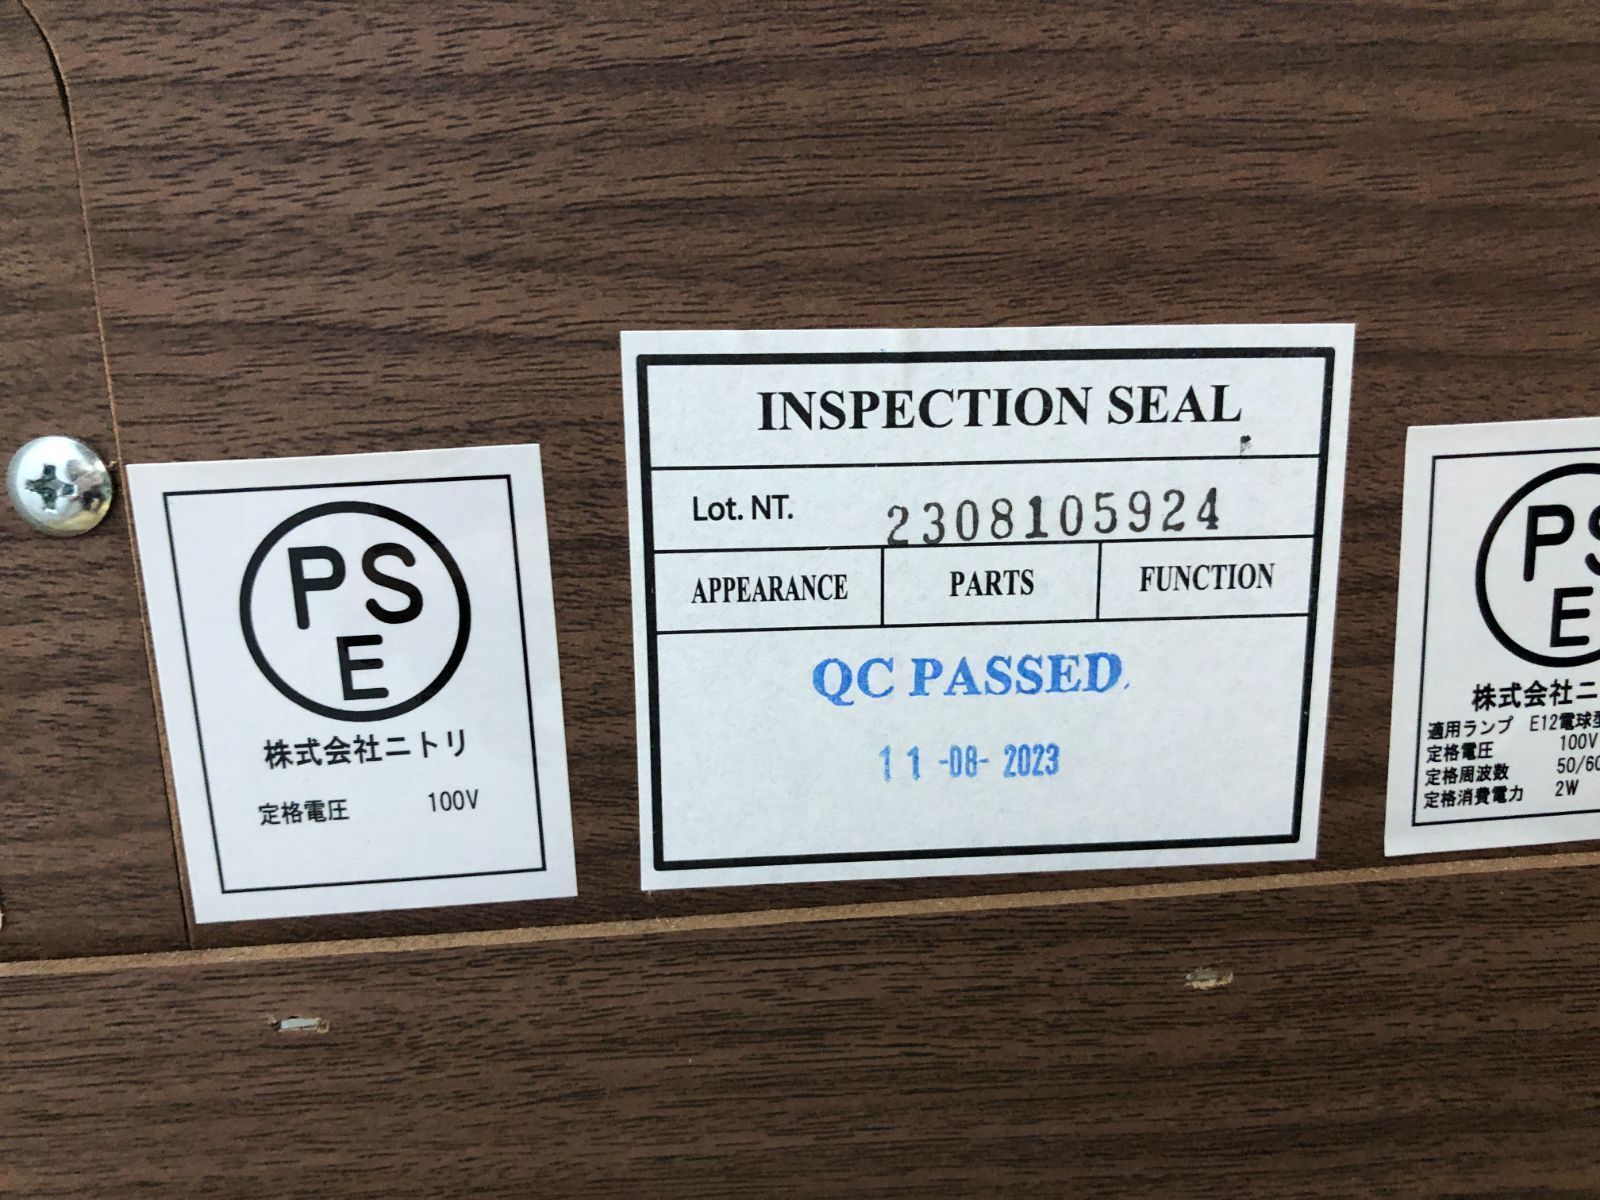 PS
E
株式会社ニトリ
定格電圧 100V
INSPECTION SEAL
Lot. NT. 2308105924
APPEARANCE PARTS FUNCTION
QC PASSED
11-08-2023
PS
E
株式会社ニ
適用ランプ E12電球型
定格電圧 100V
定格周波数 50/60
定格消費電力 2W